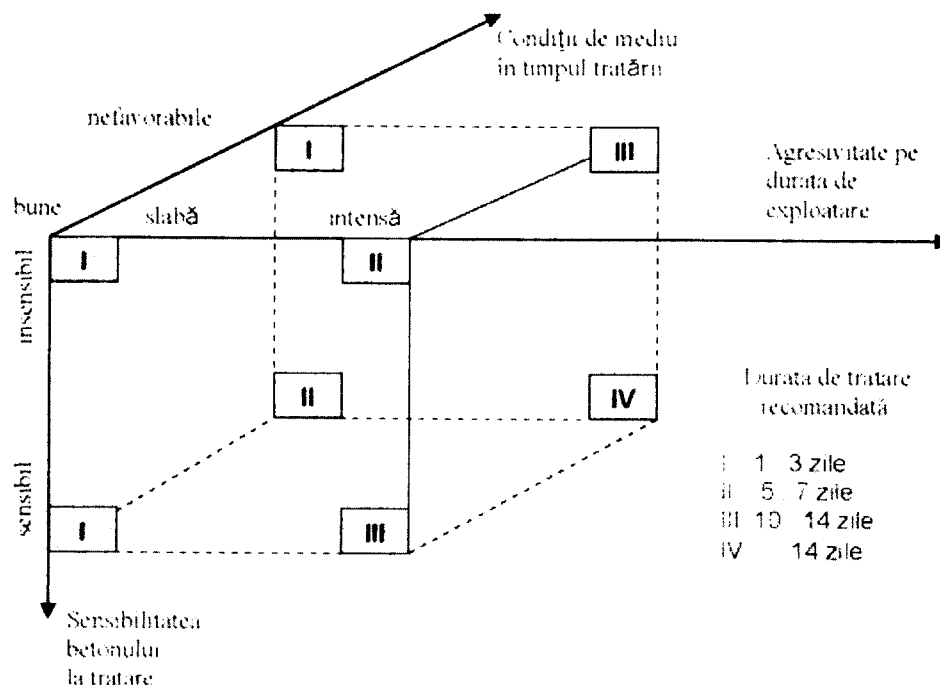 Condiții de mediu
în timpul tratării
nefavorabile
I
III
Agresivitate pe
durata de
exploatare
bune
slabă
intensă
I
II
insensibil
II
IV
Durata de tratare
recomandată
I 1 3 zile
II 5 7 zile
III 10 14 zile
IV 14 zile
sensibil
I
III
Sensibilitatea
betonului
la tratare